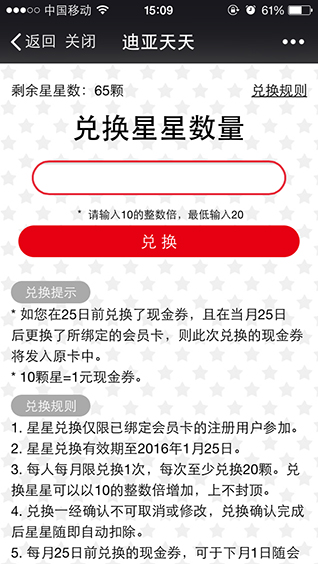 中国移动 15:09 61%
返回 关闭 迪亚天天
剩余星星数：65颗 兑换规则
兑换星星数量
* 请输入10的整数倍，最低输入20
兑 换
兑换提示
* 如您在25日前兑换了现金券，且在当月25日
后更换了所绑定的会员卡，则此次兑换的现金券
将发入原卡中。
* 10颗星=1元现金券。
兑换规则
1. 星星兑换仅限已绑定会员卡的注册用户参加。
2. 星星兑换有效期至2016年1月25日。
3. 每人每月限兑换1次，每次至少兑换20颗。兑
换星星可以以10的整数倍增加，上不封顶。
4. 兑换一经确认不可取消或修改，兑换确认完成
后星星随即自动扣除。
5. 每月25日前兑换的现金券，可于下月1日随会